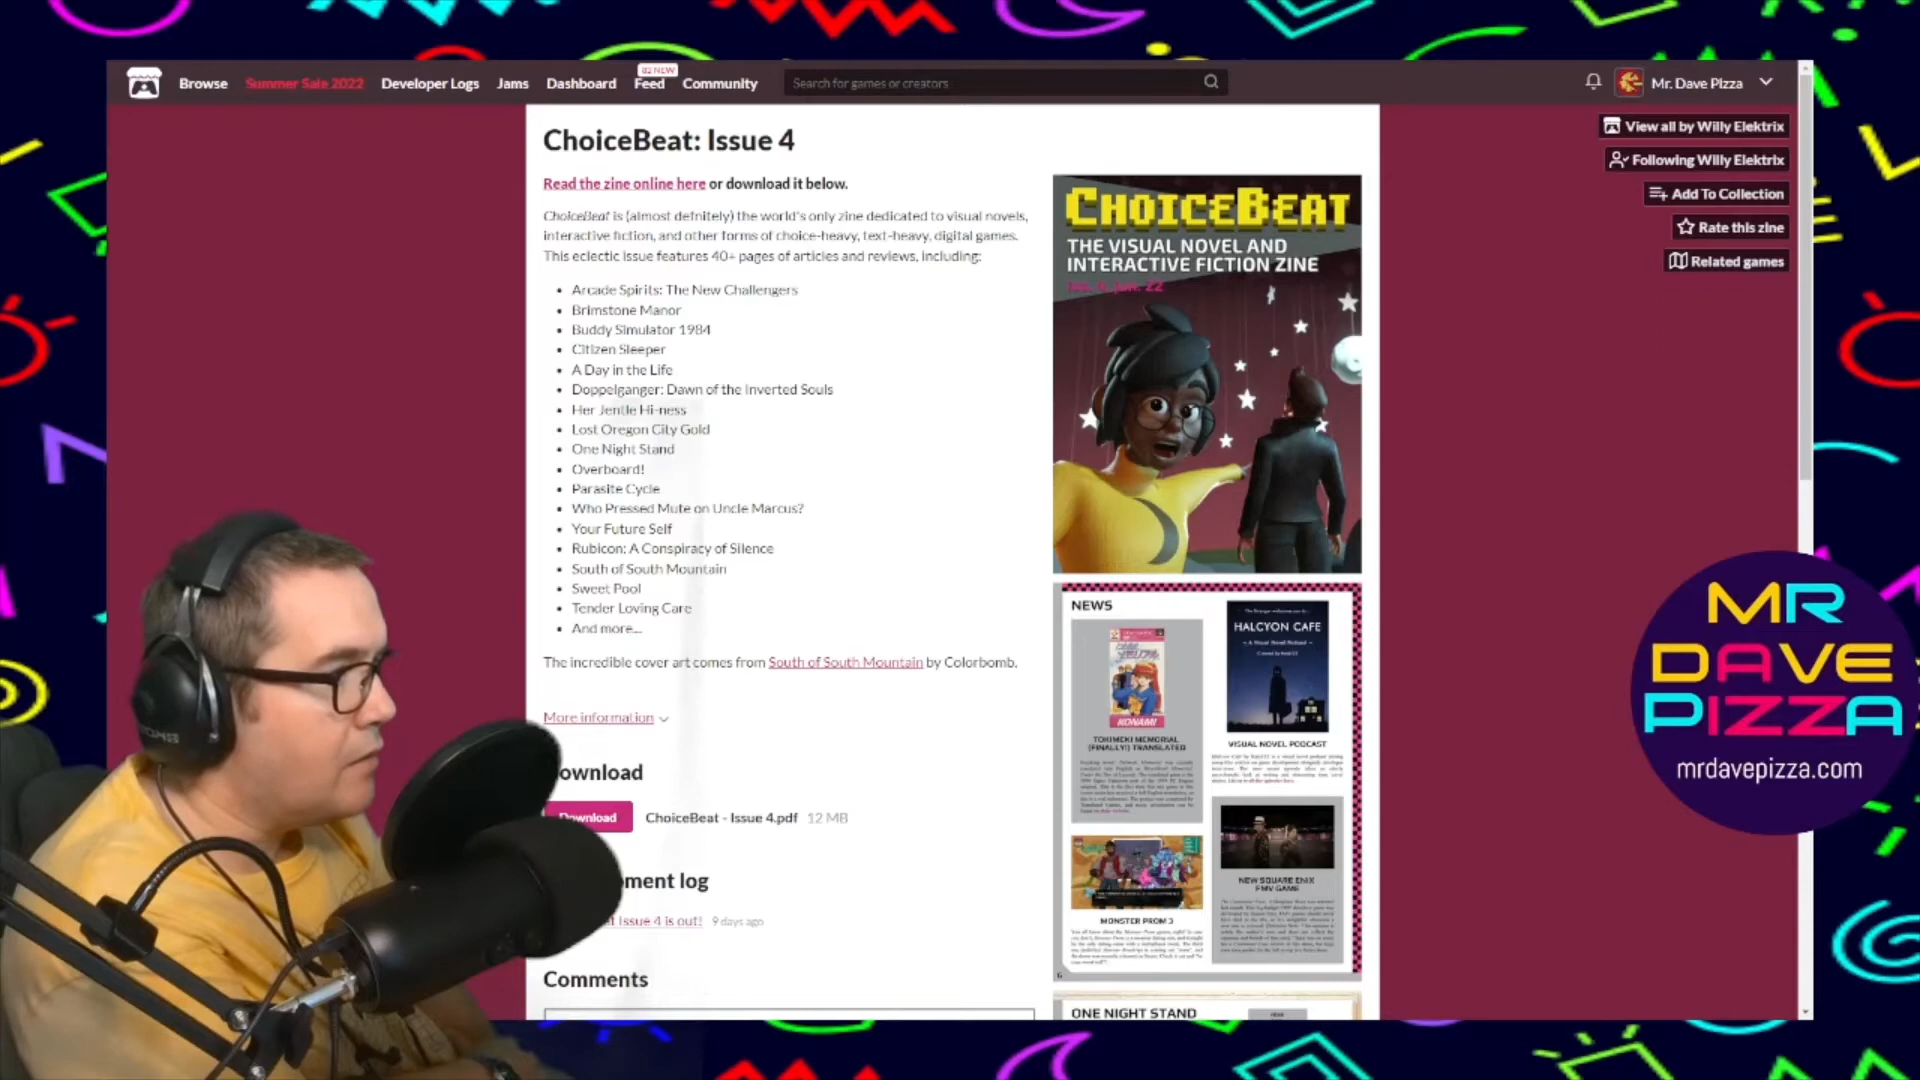 Browse
Summer Sale 2022
Developer Logs
Jams
Dashboard
82 NEW
Feed
Community
Search for games or creators
Mr. Dave Pizza
View all by Willy Elektrix
Following Willy Elektrix
Add To Collection
Rate this zine
Related games
ChoiceBeat: Issue 4
Read the zine online here or download it below.
ChoiceBeat is (almost defnitely) the world's only zine dedicated to visual novels,
interactive fiction, and other forms of choice-heavy, text-heavy, digital games.
This eclectic issue features 40+ pages of articles and reviews, including:
Arcade Spirits: The New Challengers
Brimstone Manor
Buddy Simulator 1984
Citizen Sleeper
A Day in the Life
Doppelganger: Dawn of the Inverted Souls
Her Jentle Hi-ness
Lost Oregon City Gold
One Night Stand
Overboard!
Parasite Cycle
Who Pressed Mute on Uncle Marcus?
Your Future Self
Rubicon: A Conspiracy of Silence
South of South Mountain
Sweet Pool
Tender Loving Care
And more...
The incredible cover art comes from South of South Mountain by Colorbomb.
More information
ownload
Download
ChoiceBeat - Issue 4.pdf 12 MB
ment log
t Issue 4 is out! 9 days ago
Comments
CHOICEBEAT
THE VISUAL NOVEL AND
INTERACTIVE FICTION ZINE
22
NEWS
KONAMI
TOKIMEKI MEMORIAL
(FINALLY!) TRANSLATED
HALCYON CAFE
VISUAL NOVEL PODCAST
MONSTER PROM 3
NEW SQUARE ENIX
FMV GAME
6
ONE NIGHT STAND
MR
DAVE
PIZZA
mrdavepizza.com